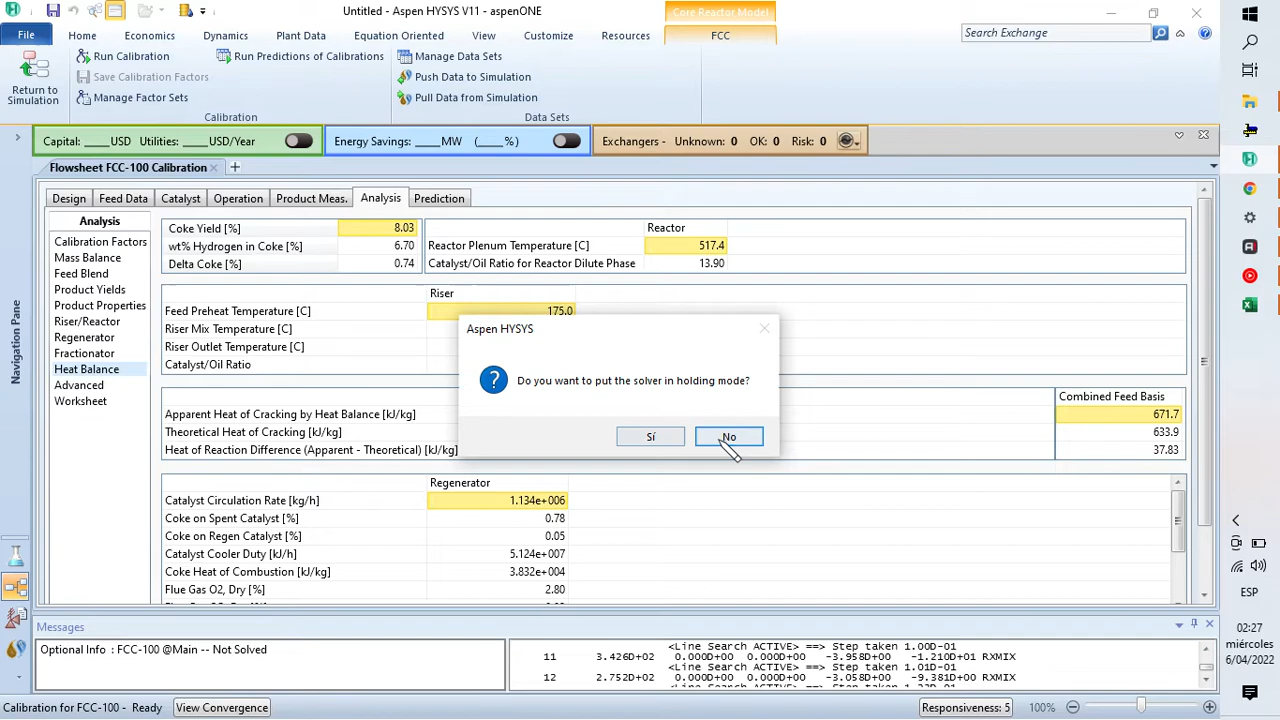 Untitled - Aspen HYSYS V11 - aspenONE
Core Reactor Model
File Home Economics Dynamics Plant Data Equation Oriented View Customize Resources FCC
Search Exchange
Return to Simulation
Run Calibration
Save Calibration Factors
Manage Factor Sets
Run Predictions of Calibrations
Calibration
Manage Data Sets
Push Data to Simulation
Pull Data from Simulation
Data Sets
Capital: ____ USD Utilities: ____ USD/Year
Energy Savings: ____ MW (____ %)
Exchangers - Unknown: 0 OK: 0 Risk: 0
Navigation Pane
Flowsheet FCC-100 Calibration
Design Feed Data Catalyst Operation Product Meas. Analysis Prediction
Analysis
Calibration Factors
Mass Balance
Feed Blend
Product Yields
Product Properties
Riser/Reactor
Regenerator
Fractionator
Heat Balance
Advanced
Worksheet
Coke Yield [%] 8.03
wt% Hydrogen in Coke [%] 6.70
Delta Coke [%] 0.74
Reactor
Reactor Plenum Temperature [C] 517.4
Catalyst/Oil Ratio for Reactor Dilute Phase 13.90
Riser
Feed Preheat Temperature [C] 175.0
Riser Mix Temperature [C]
Riser Outlet Temperature [C]
Catalyst/Oil Ratio
Aspen HYSYS
Do you want to put the solver in holding mode?
Sí
No
Combined Feed Basis
Apparent Heat of Cracking by Heat Balance [kJ/kg] 671.7
Theoretical Heat of Cracking [kJ/kg] 633.9
Heat of Reaction Difference (Apparent - Theoretical) [kJ/kg] 37.83
Regenerator
Catalyst Circulation Rate [kg/h] 1.134e+006
Coke on Spent Catalyst [%] 0.78
Coke on Regen Catalyst [%] 0.05
Catalyst Cooler Duty [kJ/h] 5.124e+007
Coke Heat of Combustion [kJ/kg] 3.832e+004
Flue Gas O2, Dry [%] 2.80
Messages
Optional Info : FCC-100 @Main -- Not Solved
<Line Search ACTIVE> ==> Step taken 1.00D-01
11 3.426D+02 0.000D+00 0.000D+00 -3.958D+00 -1.210D+01 RXMIX
<Line Search ACTIVE> ==> Step taken 1.01D-01
12 2.752D+02 0.000D+00 0.000D+00 -3.058D+00 -9.381D+00 RXMIX
Calibration for FCC-100 - Ready
View Convergence
Responsiveness: 5
100%
ESP
02:27
miércoles
6/04/2022